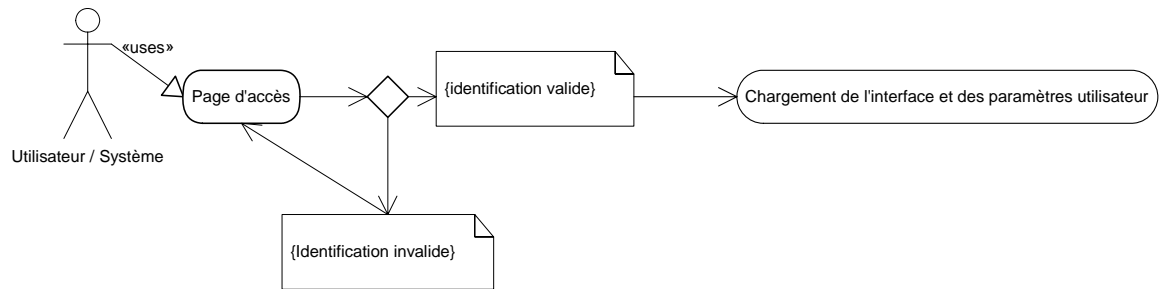 «uses»
Page d'accès
{identification valide}
Chargement de l'interface et des paramètres utilisateur
Utilisateur / Système
{Identification invalide}